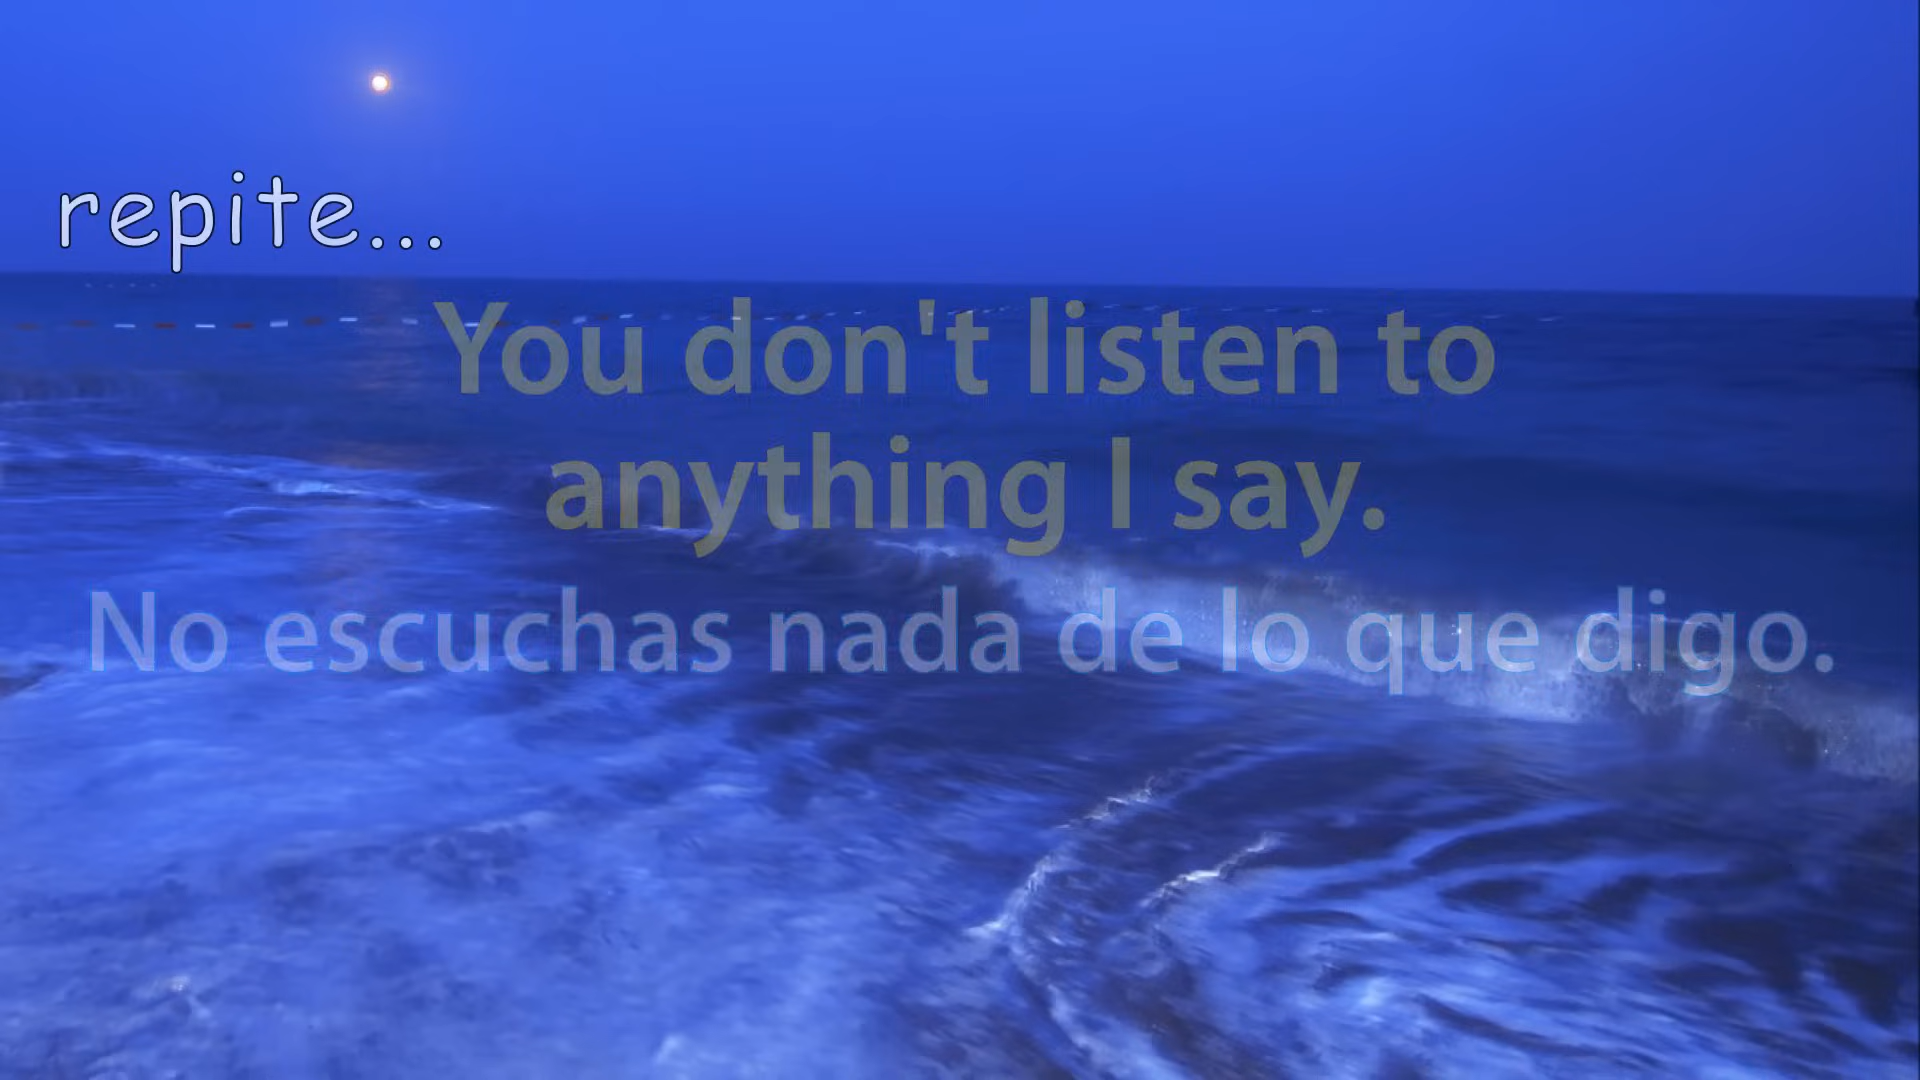 repite...
You don't listen to
anything I say.
No escuchas nada de lo que digo.